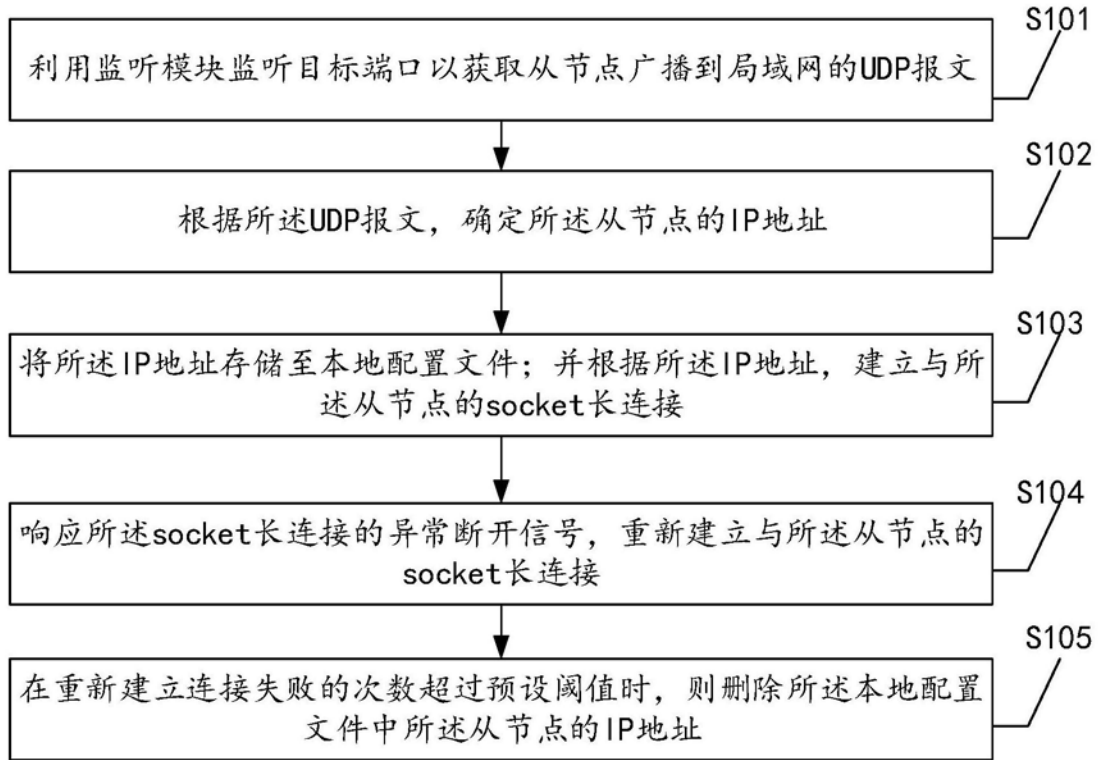 S101
利用监听模块监听目标端口以获取从节点广播到局域网的UDP报文
S102
根据所述UDP报文，确定所述从节点的IP地址
S103
将所述IP地址存储至本地配置文件；并根据所述IP地址，建立与所
述从节点的socket长连接
S104
响应所述socket长连接的异常断开信号，重新建立与所述从节点的
socket长连接
S105
在重新建立连接失败的次数超过预设阈值时，则删除所述本地配置
文件中所述从节点的IP地址